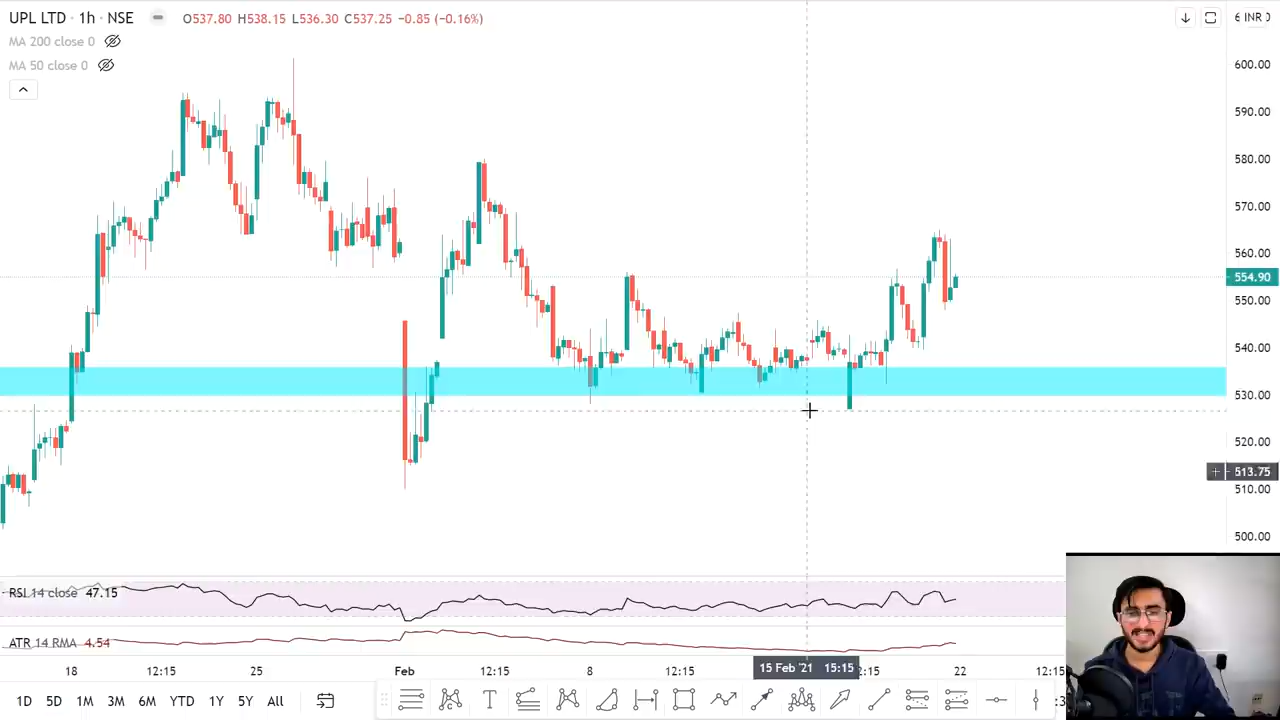 UPL LTD · 1h · NSE O537.80 H538.15 L536.30 C537.25 −0.85 (−0.16%)
MA 200 close 0
MA 50 close 0
6 INR
600.00
590.00
580.00
570.00
560.00
554.90
550.00
540.00
530.00
520.00
513.75
510.00
500.00
RSI 14 close 47.15
ATR 14 RMA 4.54
18 12:15 25 Feb 12:15 8 12:15 15 Feb '21 15:15 2:15 22 12:15
1D 5D 1M 3M 6M YTD 1Y 5Y All